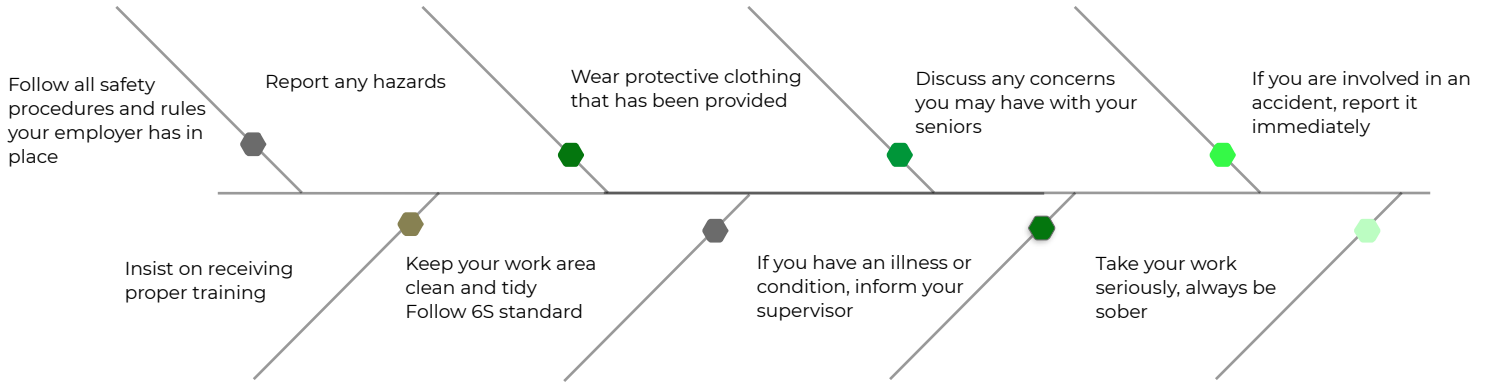 Follow all safety
procedures and rules
your employer has in
place
Report any hazards
Wear protective clothing
that has been provided
Discuss any concerns
you may have with your
seniors
If you are involved in an
accident, report it
immediately
Insist on receiving
proper training
Keep your work area
clean and tidy
Follow 6S standard
If you have an illness or
condition, inform your
supervisor
Take your work
seriously, always be
sober